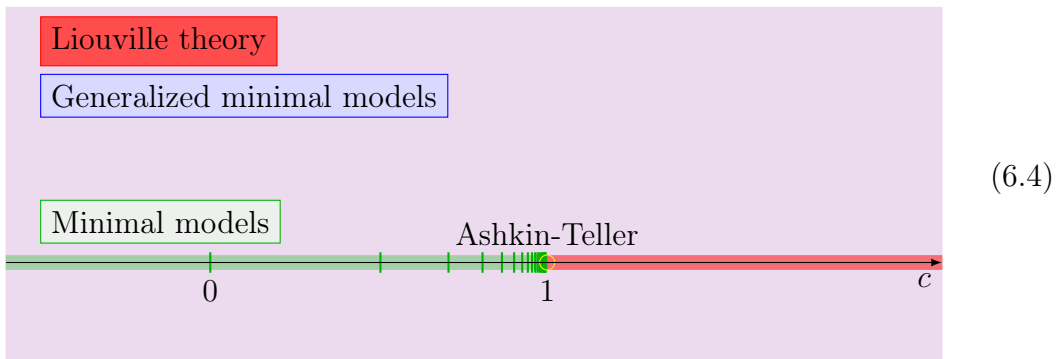 Liouville theory
Generalized minimal models
(6.4)
Minimal models
Ashkin-Teller
0
1
c